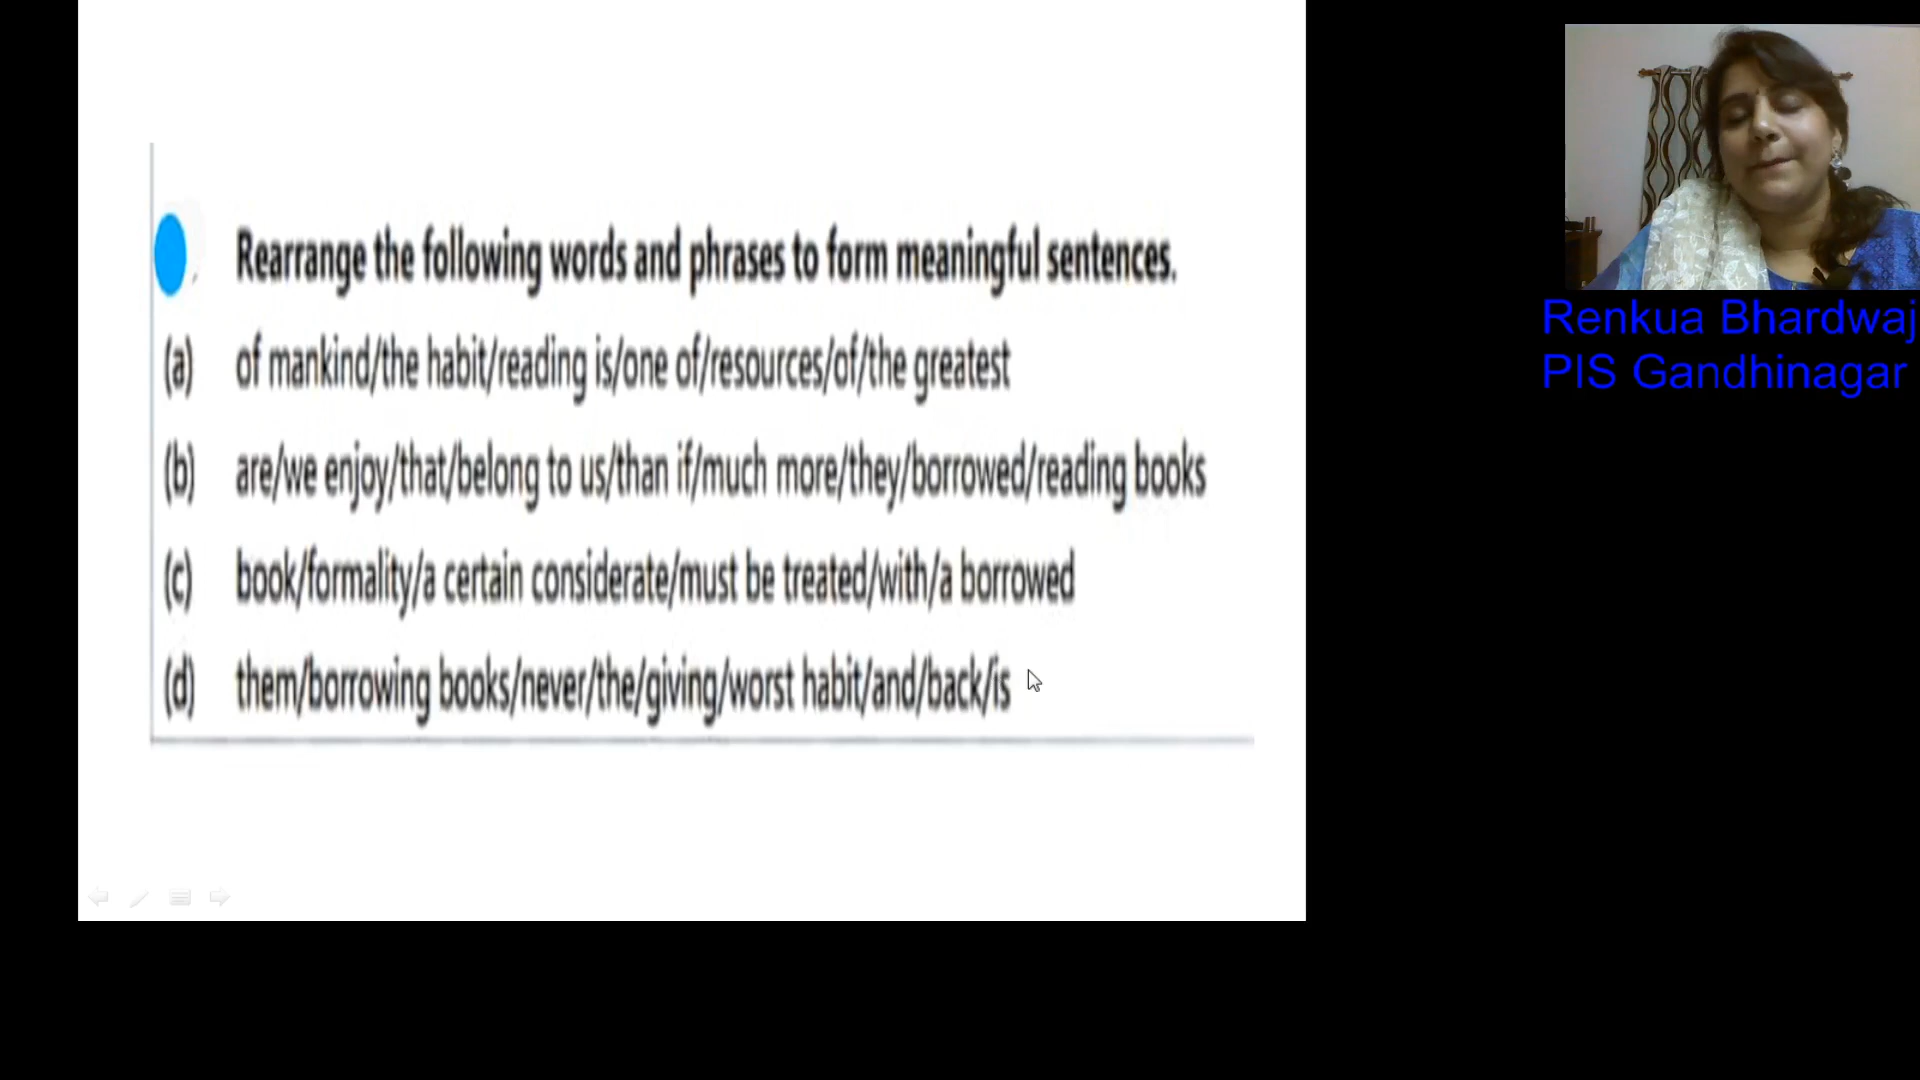 Rearrange the following words and phrases to form meaningful sentences.
(a) of mankind/the habit/reading is/one of/resources/of/the greatest
(b) are/we enjoy/that/belong to us/than if/much more/they/borrowed/reading books
(c) book/formality/a certain considerate/must be treated/with/a borrowed
(d) them/borrowing books/never/the/giving/worst habit/and/back/is
Renkua Bhardwaj
PIS Gandhinagar